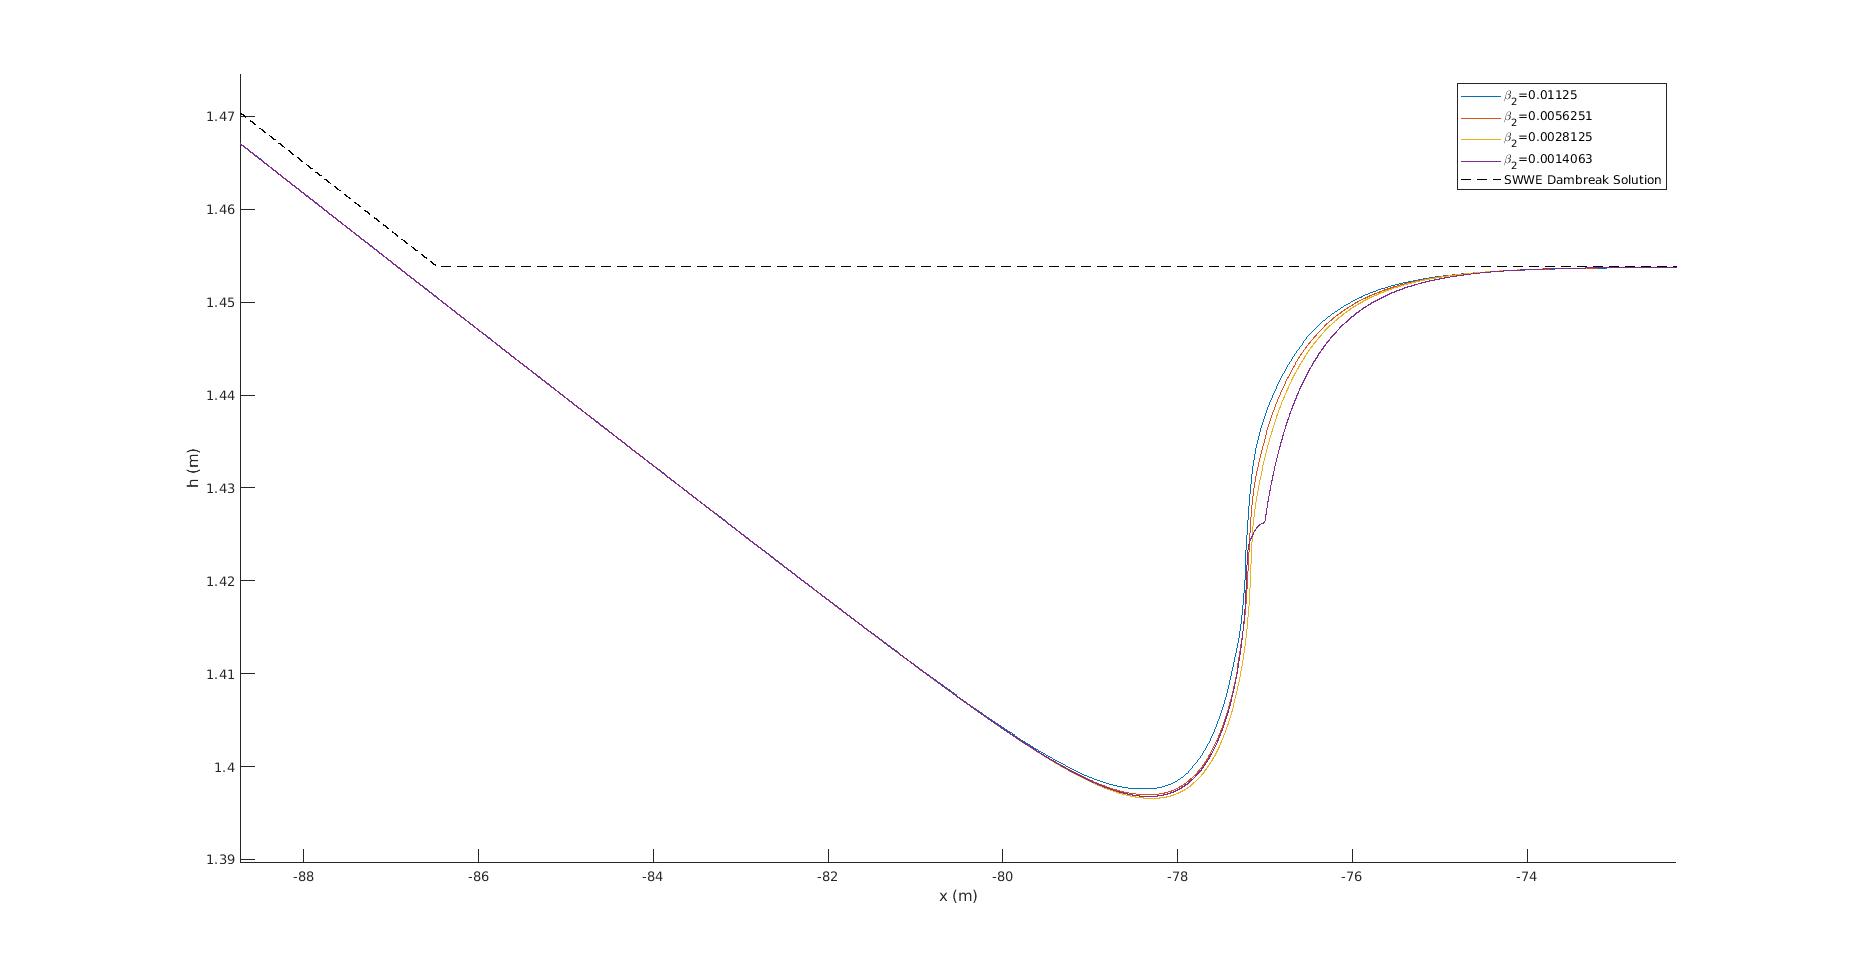 1.47
1.46
1.45
1.44
1.43
1.42
1.41
1.4
1.39
h (m)
-88
-86
-84
-82
-80
-78
-76
-74
x (m)
β2=0.01125
β2=0.0056251
β2=0.0028125
β2=0.0014063
SWWE Dambreak Solution